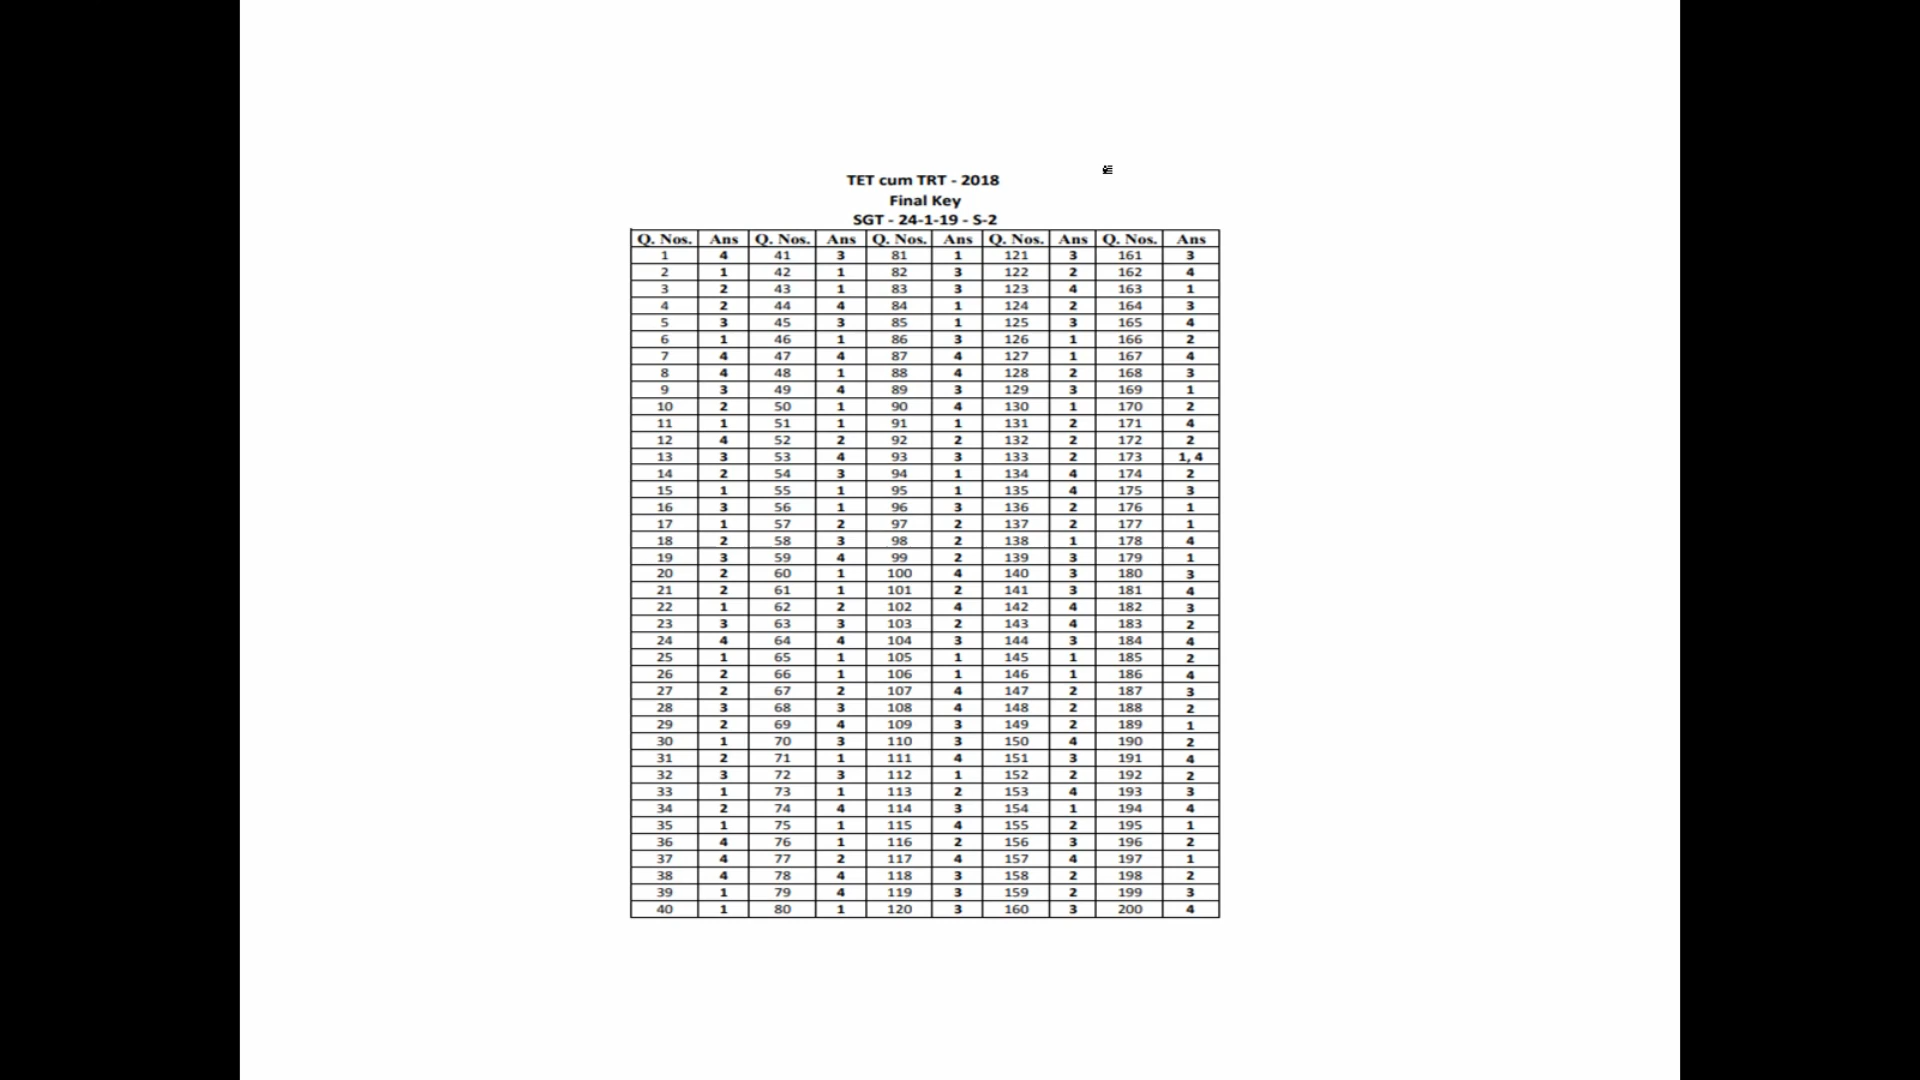 TET cum TRT - 2018
Final Key
SGT - 24-1-19 - S-2
Q. Nos. Ans Q. Nos. Ans Q. Nos. Ans Q. Nos. Ans Q. Nos. Ans
1 4 41 3 81 1 121 3 161 3
2 1 42 1 82 3 122 2 162 4
3 2 43 1 83 3 123 4 163 1
4 2 44 4 84 1 124 2 164 3
5 3 45 3 85 1 125 3 165 4
6 1 46 1 86 3 126 1 166 2
7 4 47 4 87 4 127 1 167 4
8 4 48 1 88 4 128 2 168 3
9 3 49 4 89 3 129 3 169 1
10 2 50 1 90 4 130 1 170 2
11 1 51 1 91 1 131 2 171 4
12 4 52 2 92 2 132 2 172 2
13 3 53 4 93 3 133 2 173 1, 4
14 2 54 3 94 1 134 4 174 2
15 1 55 1 95 1 135 4 175 3
16 3 56 1 96 3 136 2 176 1
17 1 57 2 97 2 137 2 177 1
18 2 58 3 98 2 138 1 178 4
19 3 59 4 99 2 139 3 179 1
20 2 60 1 100 4 140 3 180 3
21 2 61 1 101 2 141 3 181 4
22 1 62 2 102 4 142 4 182 3
23 3 63 3 103 2 143 4 183 2
24 4 64 4 104 3 144 3 184 4
25 1 65 1 105 1 145 1 185 2
26 2 66 1 106 1 146 1 186 4
27 2 67 2 107 4 147 2 187 3
28 3 68 3 108 4 148 2 188 2
29 2 69 4 109 3 149 2 189 1
30 1 70 3 110 3 150 4 190 2
31 2 71 1 111 4 151 3 191 4
32 3 72 3 112 1 152 2 192 2
33 1 73 1 113 2 153 4 193 3
34 2 74 4 114 3 154 1 194 4
35 1 75 1 115 4 155 2 195 1
36 4 76 1 116 2 156 3 196 2
37 4 77 2 117 4 157 4 197 1
38 4 78 4 118 3 158 2 198 2
39 1 79 4 119 3 159 2 199 3
40 1 80 1 120 3 160 3 200 4